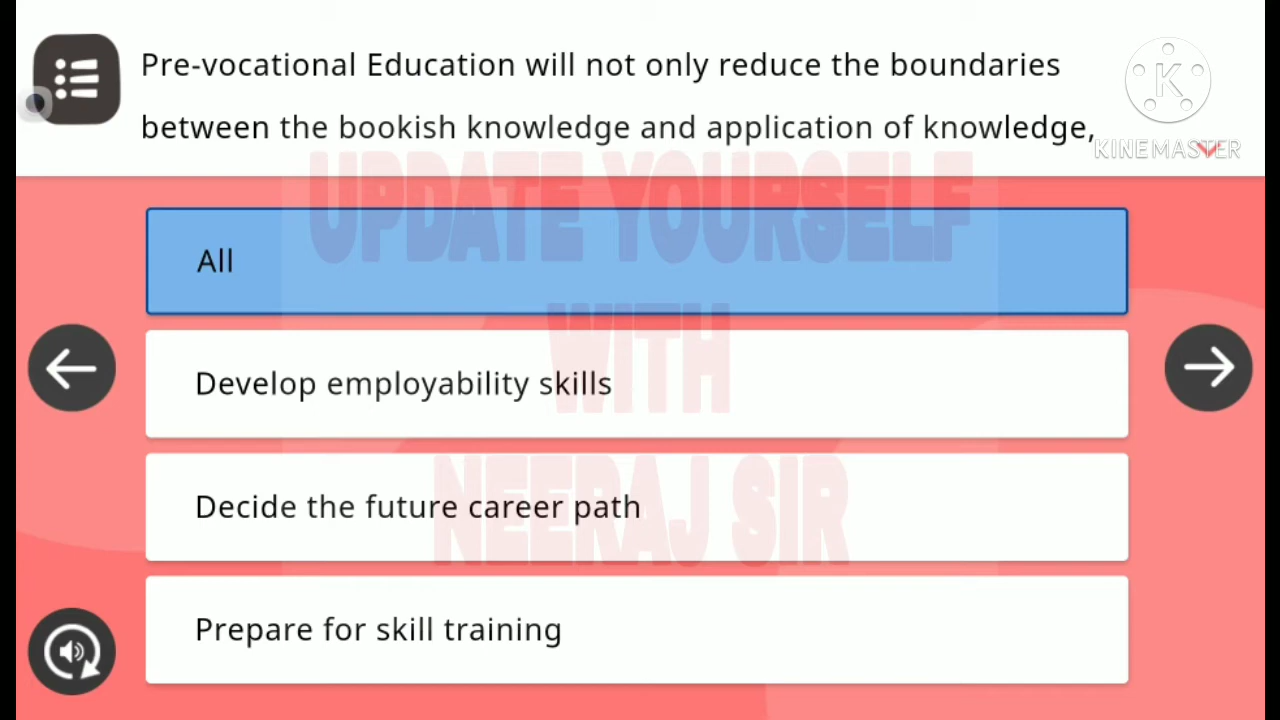 Pre-vocational Education will not only reduce the boundaries
between the bookish knowledge and application of knowledge,
K
KINEMASTER
UPDATE YOURSELF
WITH
NEERAJ SIR
All
Develop employability skills
Decide the future career path
Prepare for skill training